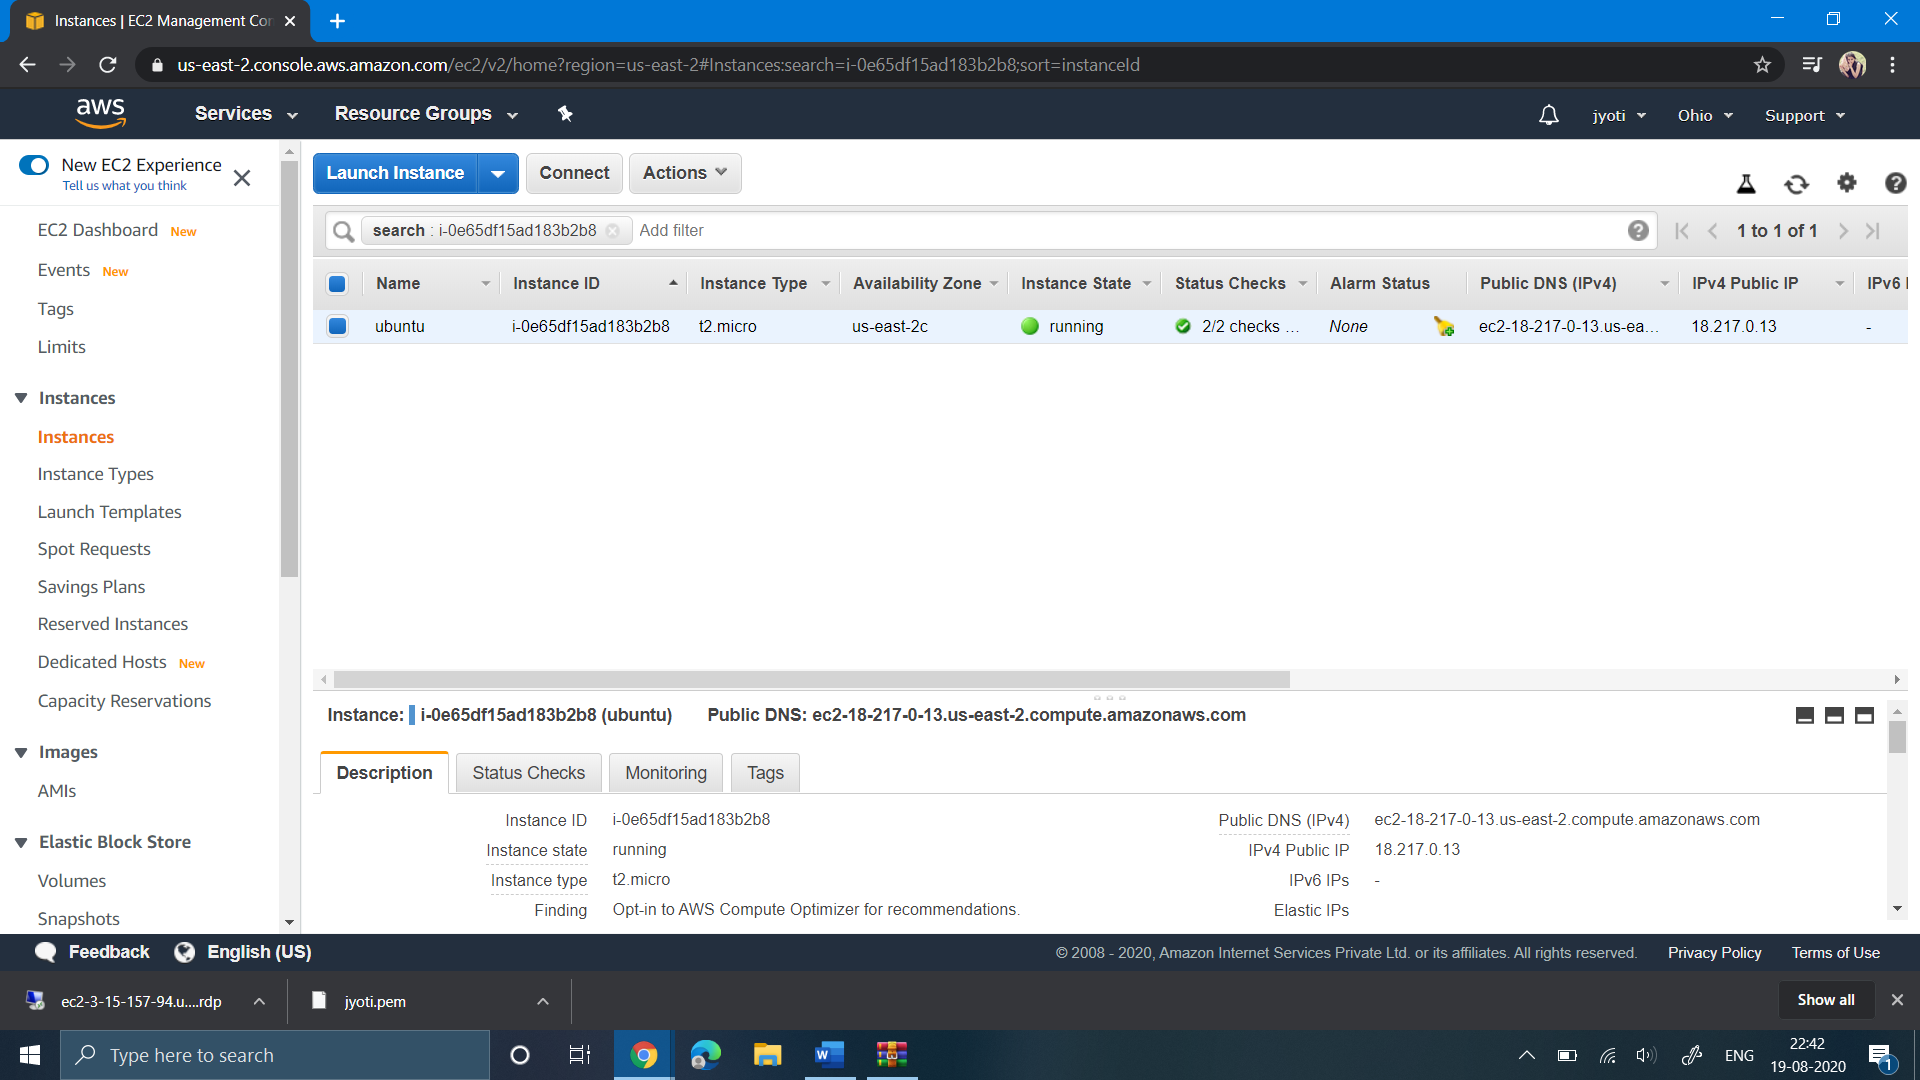 Instances | EC2 Management Con
us-east-2.console.aws.amazon.com/ec2/v2/home?region=us-east-2#Instances:search=i-0e65df15ad183b2b8;sort=instanceId
aws Services Resource Groups jyoti Ohio Support
New EC2 Experience
Tell us what you think
EC2 Dashboard New
Events New
Tags
Limits
Instances
Instances
Instance Types
Launch Templates
Spot Requests
Savings Plans
Reserved Instances
Dedicated Hosts New
Capacity Reservations
Images
AMIs
Elastic Block Store
Volumes
Snapshots
Launch Instance Connect Actions
search : i-0e65df15ad183b2b8 Add filter 1 to 1 of 1
Name Instance ID Instance Type Availability Zone Instance State Status Checks Alarm Status Public DNS (IPv4) IPv4 Public IP IPv6 I
ubuntu i-0e65df15ad183b2b8 t2.micro us-east-2c running 2/2 checks ... None ec2-18-217-0-13.us-ea... 18.217.0.13 -
Instance: i-0e65df15ad183b2b8 (ubuntu) Public DNS: ec2-18-217-0-13.us-east-2.compute.amazonaws.com
Description Status Checks Monitoring Tags
Instance ID i-0e65df15ad183b2b8 Public DNS (IPv4) ec2-18-217-0-13.us-east-2.compute.amazonaws.com
Instance state running IPv4 Public IP 18.217.0.13
Instance type t2.micro IPv6 IPs -
Finding Opt-in to AWS Compute Optimizer for recommendations. Elastic IPs
Feedback English (US) © 2008 - 2020, Amazon Internet Services Private Ltd. or its affiliates. All rights reserved. Privacy Policy Terms of Use
ec2-3-15-157-94.u....rdp jyoti.pem Show all
Type here to search ENG 22:42
19-08-2020 1